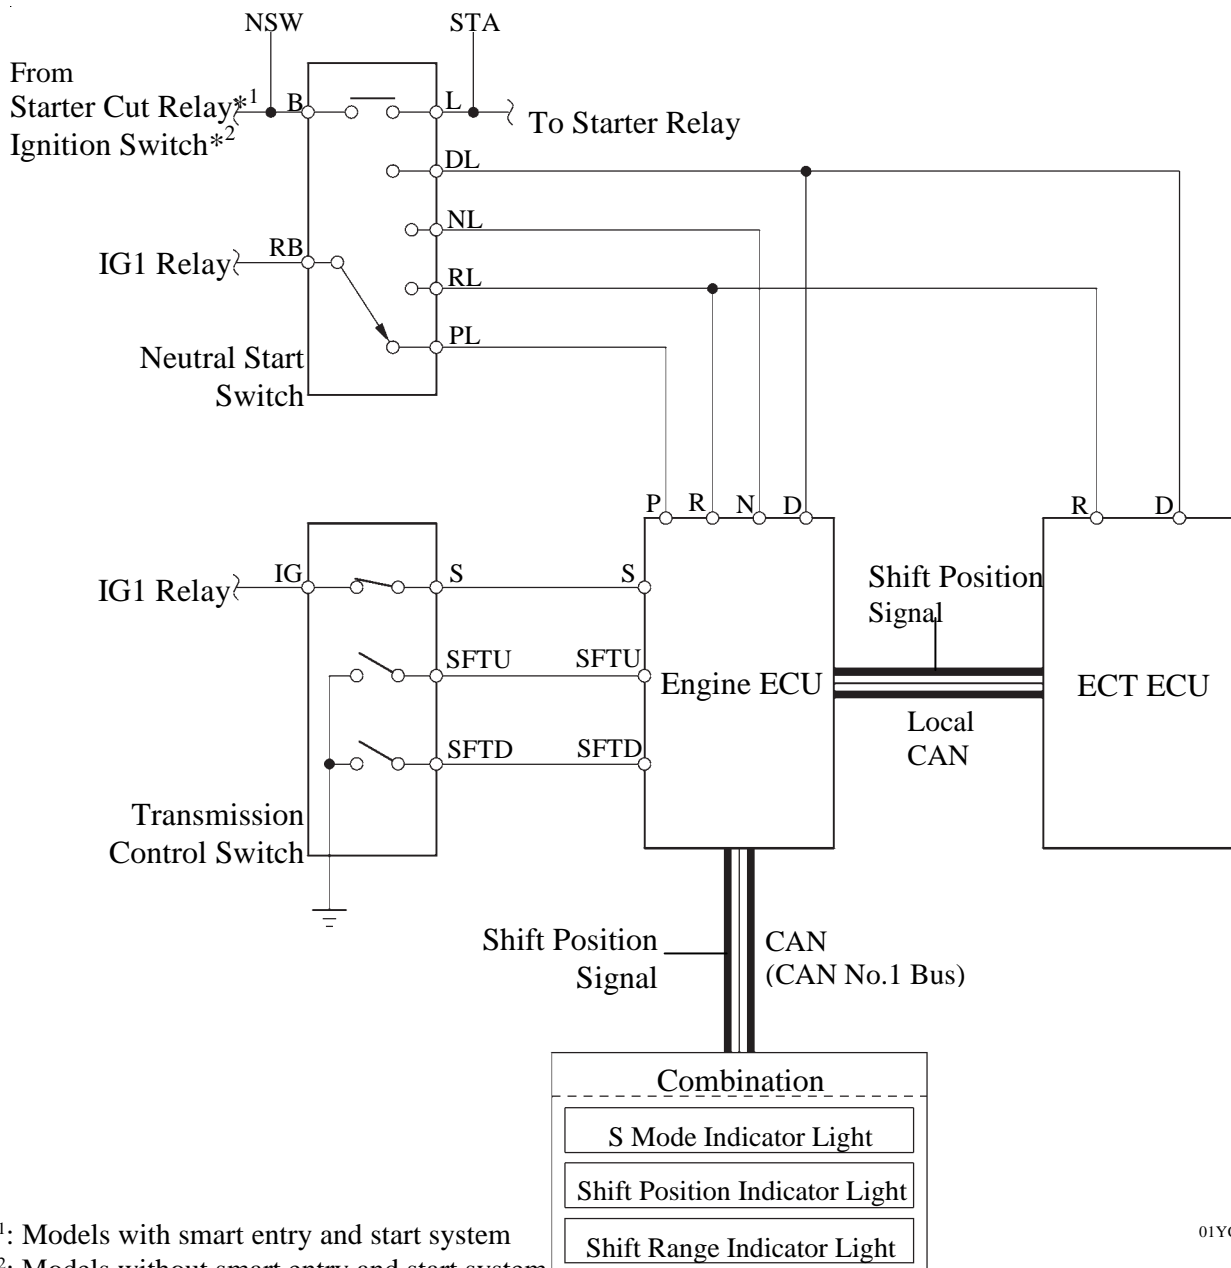 NSW
STA
From
Starter Cut Relay*1
Ignition Switch*2
B
L
To Starter Relay
DL
NL
RB
IG1 Relay
RL
PL
Neutral Start
Switch
P
R
N
D
R
D
IG1 Relay
IG
S
S
SFTU
SFTU
SFTD
SFTD
Engine ECU
Shift Position
Signal
ECT ECU
Local
CAN
Transmission
Control Switch
Shift Position
Signal
CAN
(CAN No.1 Bus)
Combination
S Mode Indicator Light
Shift Position Indicator Light
Shift Range Indicator Light
1: Models with smart entry and start system
2: Models without smart entry and start system